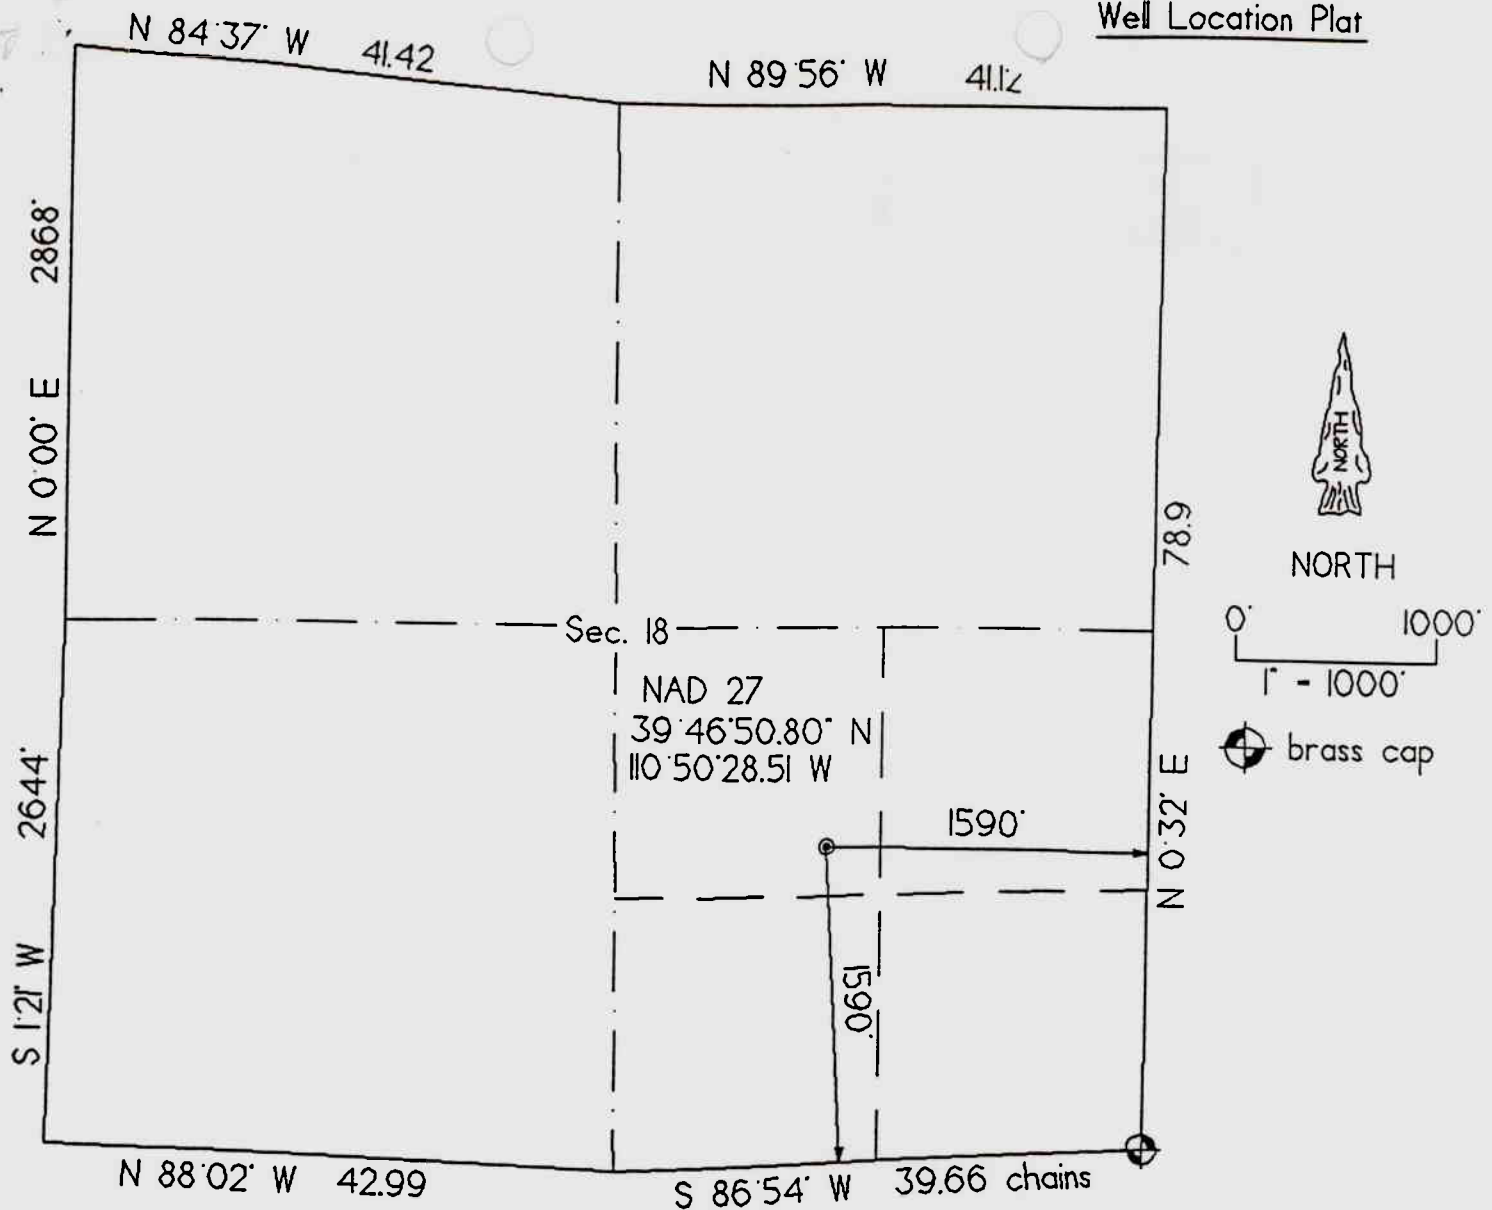 Well Location Plat
N 84°37' W 41.42
N 89°56' W 41.12
2868'
N 0°00' E
2644'
S 1°21' W
78.9
N 0°32' E
NORTH
NORTH
0' 1000'
1" - 1000'
brass cap
Sec. 18
NAD 27
39°46'50.80" N
110°50'28.51 W
1590'
1590'
N 88°02' W 42.99
S 86°54' W 39.66 chains